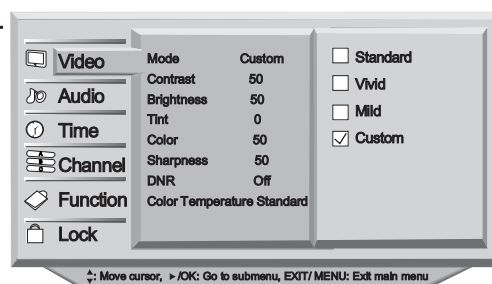 Video
Audio
Time
Channel
Function
Lock
Mode Custom
Contrast 50
Brightness 50
Tint 0
Color 50
Sharpness 50
DNR Off
Color Temperature Standard
Standard
Vivid
Mild
Custom
: Move cursor, ►/OK: Go to submenu, EXIT/ MENU: Exit main menu